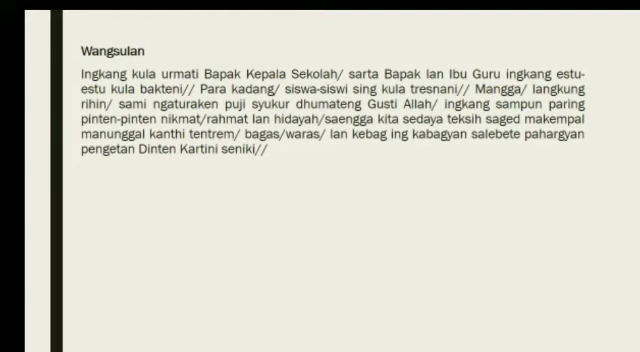 Wangsulan
Ingkang kula urmati Bapak Kepala Sekolah/ sarta Bapak lan Ibu Guru ingkang estu-
estu kula bakteni// Para kadang/ siswa-siswi sing kula tresnani// Mangga/ langkung
rihin/ sami ngaturaken puji syukur dhumateng Gusti Allah/ ingkang sampun paring
pinten-pinten nikmat/rahmat lan hidayah/saengga kita sedaya teksih saged makempal
manunggal kanthi tentrem/ bagas/waras/ lan kebag ing kabagyan salebete pahargyan
pengetan Dinten Kartini seniki//